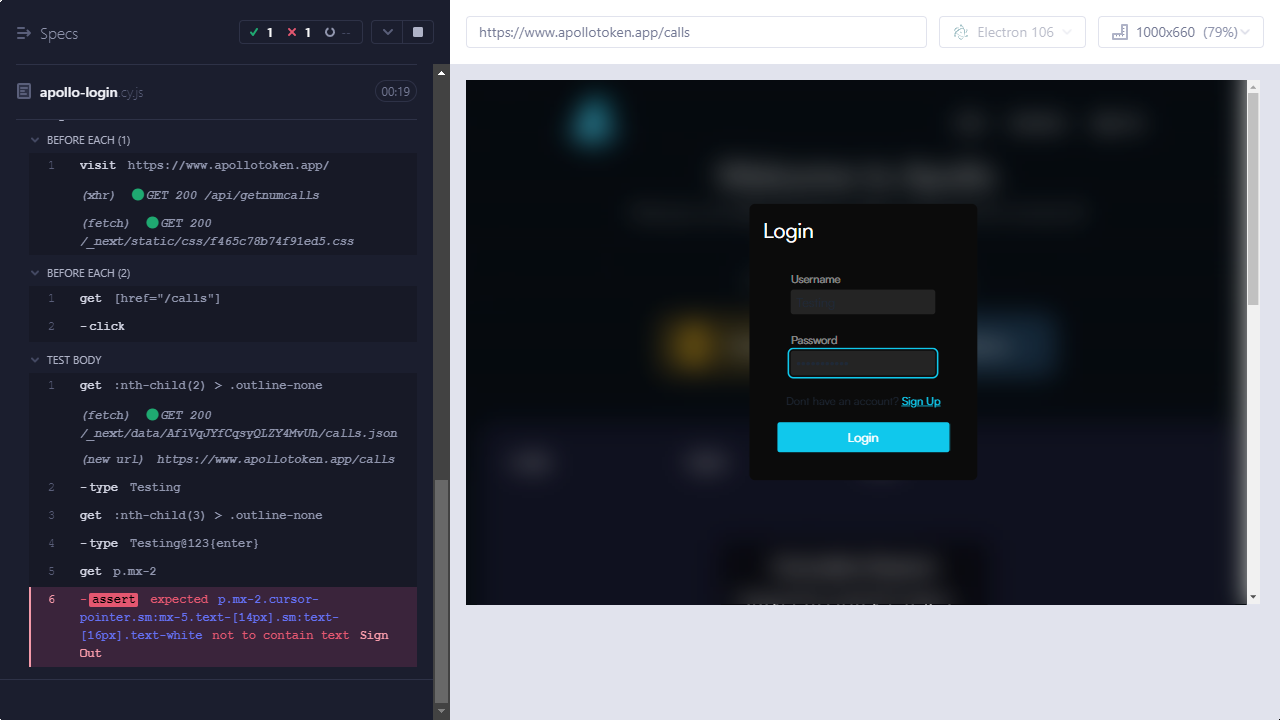 Specs
1
1
--
apollo-login.cy.js
00:19
BEFORE EACH (1)
1 visit https://www.apollotoken.app/
(xhr) GET 200 /api/getnumcalls
(fetch) GET 200
/_next/static/css/f465c78b74f91ed5.css
BEFORE EACH (2)
1 get [href="/calls"]
2 -click
TEST BODY
1 get :nth-child(2) > .outline-none
(fetch) GET 200
/_next/data/AfiVqJYfCqsyQLZY4MvUh/calls.json
(new url) https://www.apollotoken.app/calls
2 -type Testing
3 get :nth-child(3) > .outline-none
4 -type Testing@123{enter}
5 get p.mx-2
6 -assert expected p.mx-2.cursor-
pointer.sm:mx-5.text-[14px].sm:text-
[16px].text-white not to contain text Sign
Out
https://www.apollotoken.app/calls
Electron 106
1000x660 (79%)
Login
Username
Password
Dont have an account? Sign Up
Login